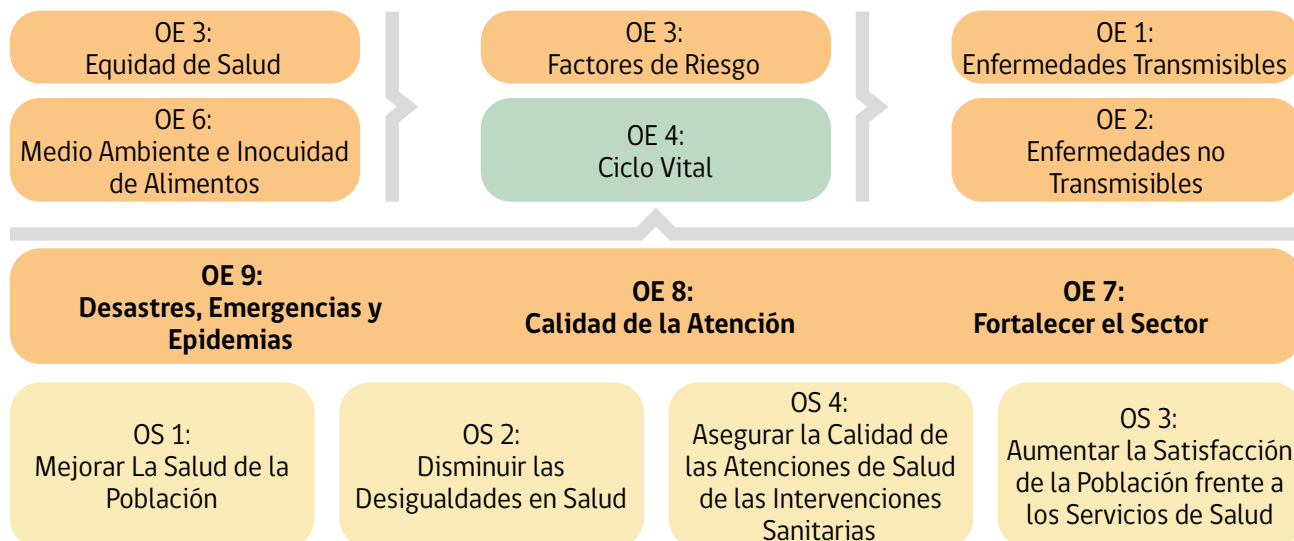 OE 3:
Equidad de Salud
OE 3:
Factores de Riesgo
OE 1:
Enfermedades Transmisibles
OE 6:
Medio Ambiente e Inocuidad
de Alimentos
OE 4:
Ciclo Vital
OE 2:
Enfermedades no
Transmisibles
OE 9:
Desastres, Emergencias y
Epidemias
OE 8:
Calidad de la Atención
OE 7:
Fortalecer el Sector
OS 1:
Mejorar La Salud de la
Población
OS 2:
Disminuir las
Desigualdades en Salud
OS 4:
Asegurar la Calidad de
las Atenciones de Salud
de las Intervenciones
Sanitarias
OS 3:
Aumentar la Satisfacción
de la Población frente a
los Servicios de Salud